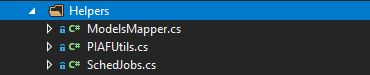 Helpers
C# ModelsMapper.cs
C# PIAFUtils.cs
C# SchedJobs.cs